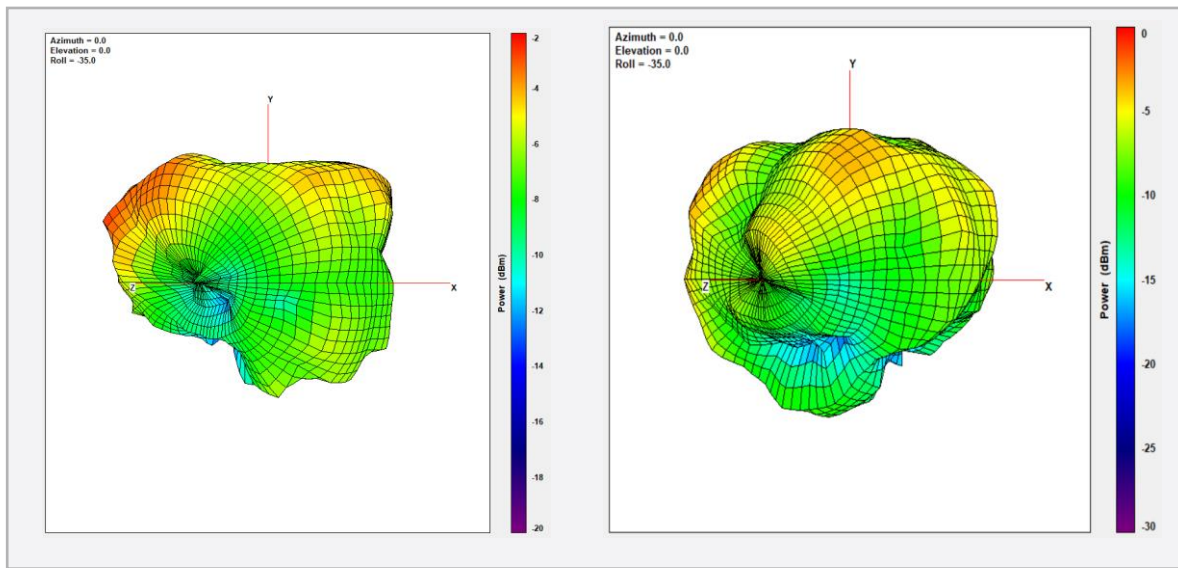 Azimuth = 0.0
Elevation = 0.0
Roll = -35.0
Y
Z
X
Power (dBm)
-2
-4
-6
-8
-10
-12
-14
-16
-18
-20
Azimuth = 0.0
Elevation = 0.0
Roll = -35.0
Y
Z
X
Power (dBm)
0
-5
-10
-15
-20
-25
-30